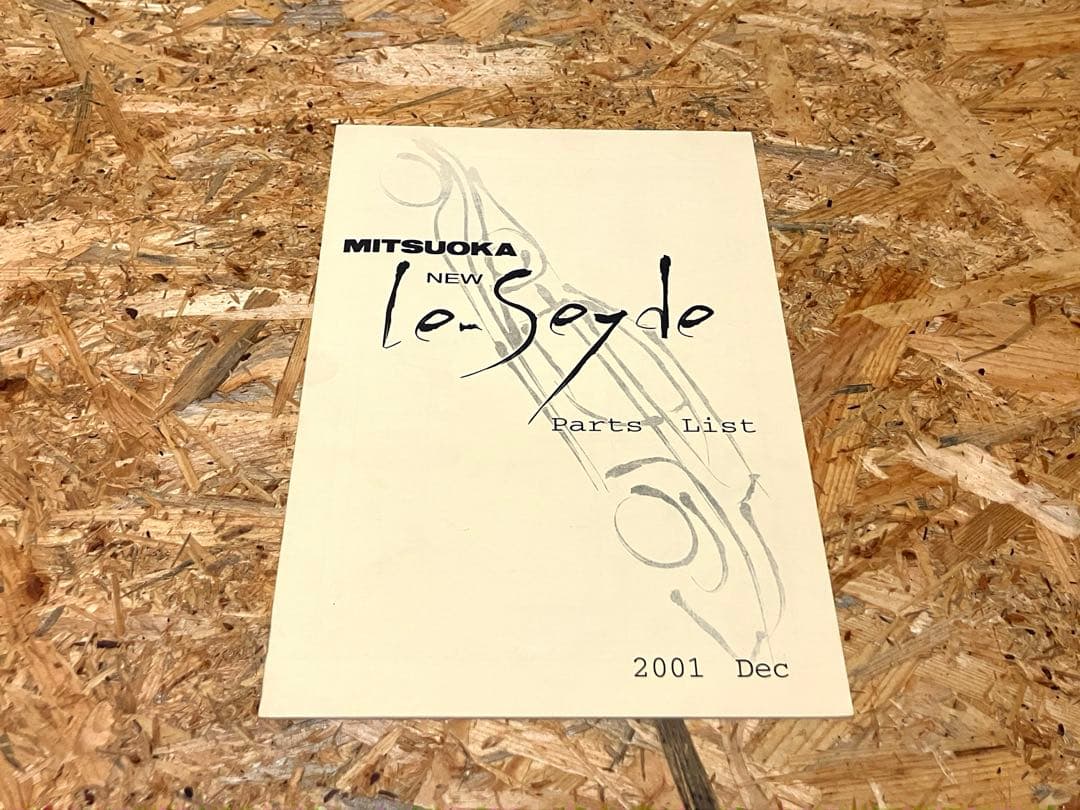 MITSUOKA
NEW
Le-Seyde
Parts List
2001 Dec